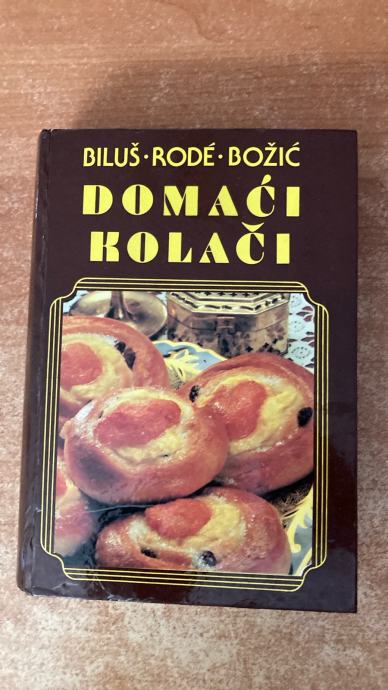 BILUŠ · RODÉ · BOŽIĆ
DOMAĆI
KOLAČI